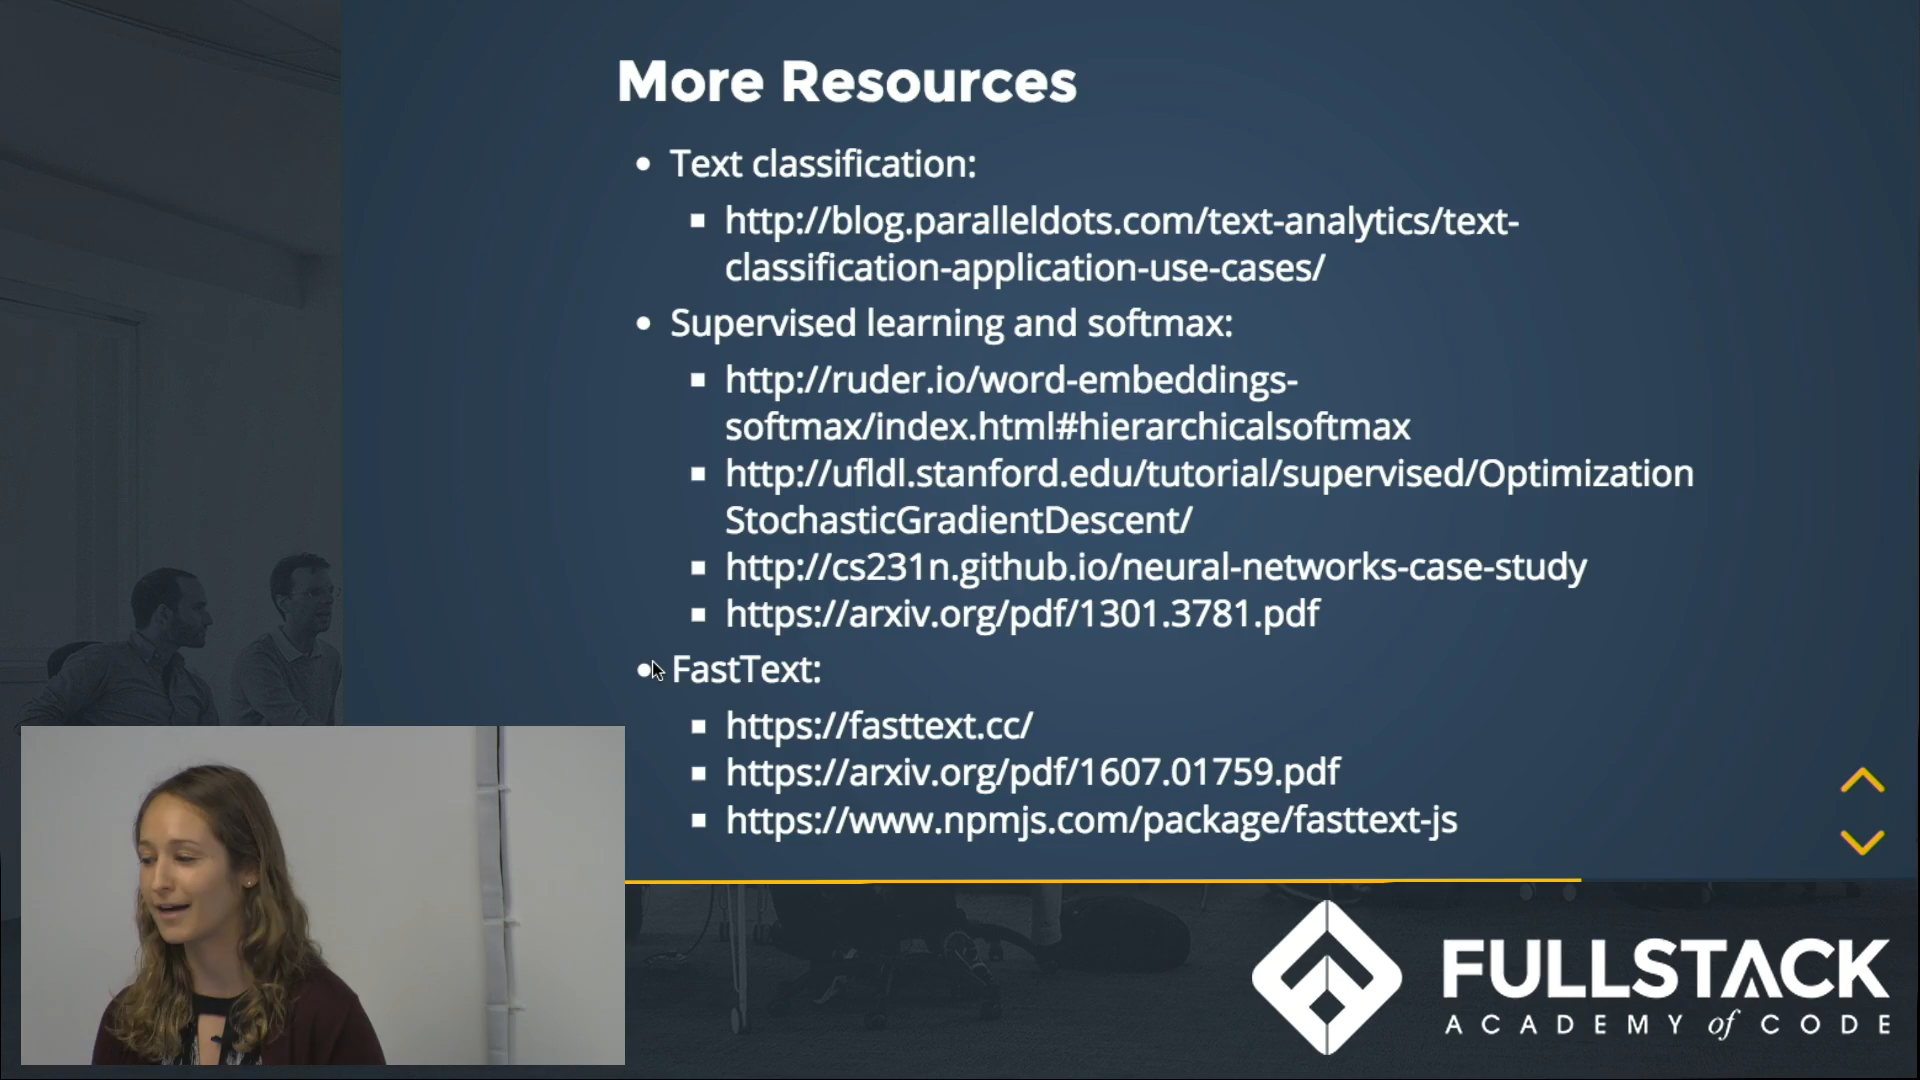 More Resources
Text classification:
http://blog.paralleldots.com/text-analytics/text-
classification-application-use-cases/
Supervised learning and softmax:
http://ruder.io/word-embeddings-
softmax/index.html#hierarchicalsoftmax
http://ufldl.stanford.edu/tutorial/supervised/Optimization
StochasticGradientDescent/
http://cs231n.github.io/neural-networks-case-study
https://arxiv.org/pdf/1301.3781.pdf
FastText:
https://fasttext.cc/
https://arxiv.org/pdf/1607.01759.pdf
https://www.npmjs.com/package/fasttext-js
FULLSTACK
ACADEMY of CODE